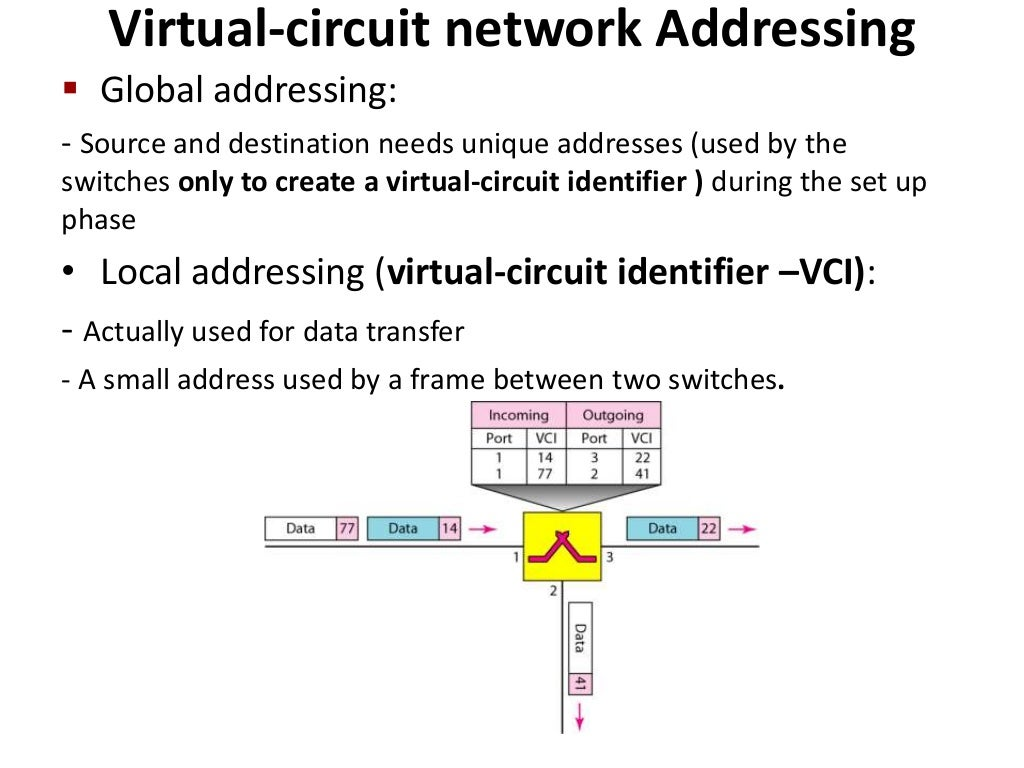 Virtual-circuit network Addressing
▪ Global addressing:
- Source and destination needs unique addresses (used by the
switches only to create a virtual-circuit identifier ) during the set up
phase
• Local addressing (virtual-circuit identifier –VCI):
- Actually used for data transfer
- A small address used by a frame between two switches.
Incoming Outgoing
Port VCI Port VCI
1 14 3 22
1 77 2 41
Data 77 Data 14 Data 22
1 3
2
Data 41